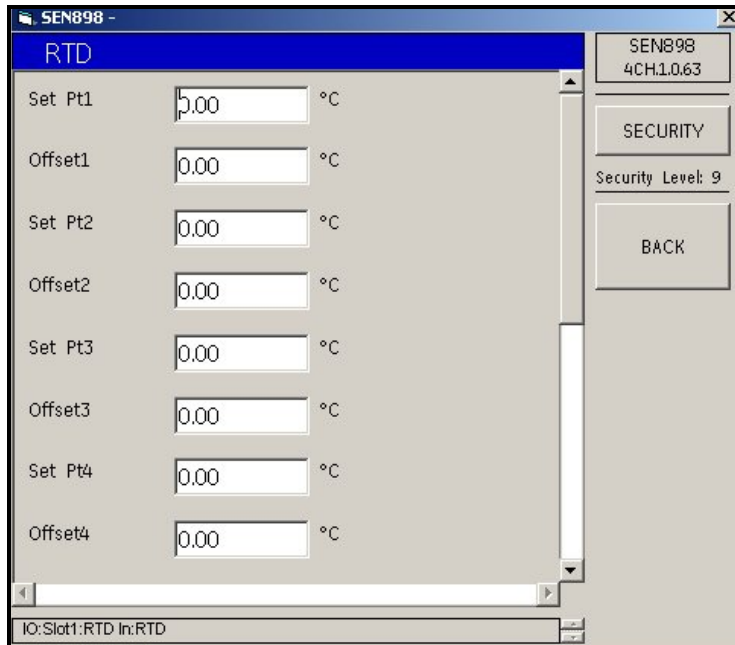 SEN898 -
RTD
SEN898
4CH.1.0.63
Set Pt1 0.00 °C
SECURITY
Offset1 0.00 °C
Security Level: 9
Set Pt2 0.00 °C
BACK
Offset2 0.00 °C
Set Pt3 0.00 °C
Offset3 0.00 °C
Set Pt4 0.00 °C
Offset4 0.00 °C
IO:Slot1:RTD In:RTD